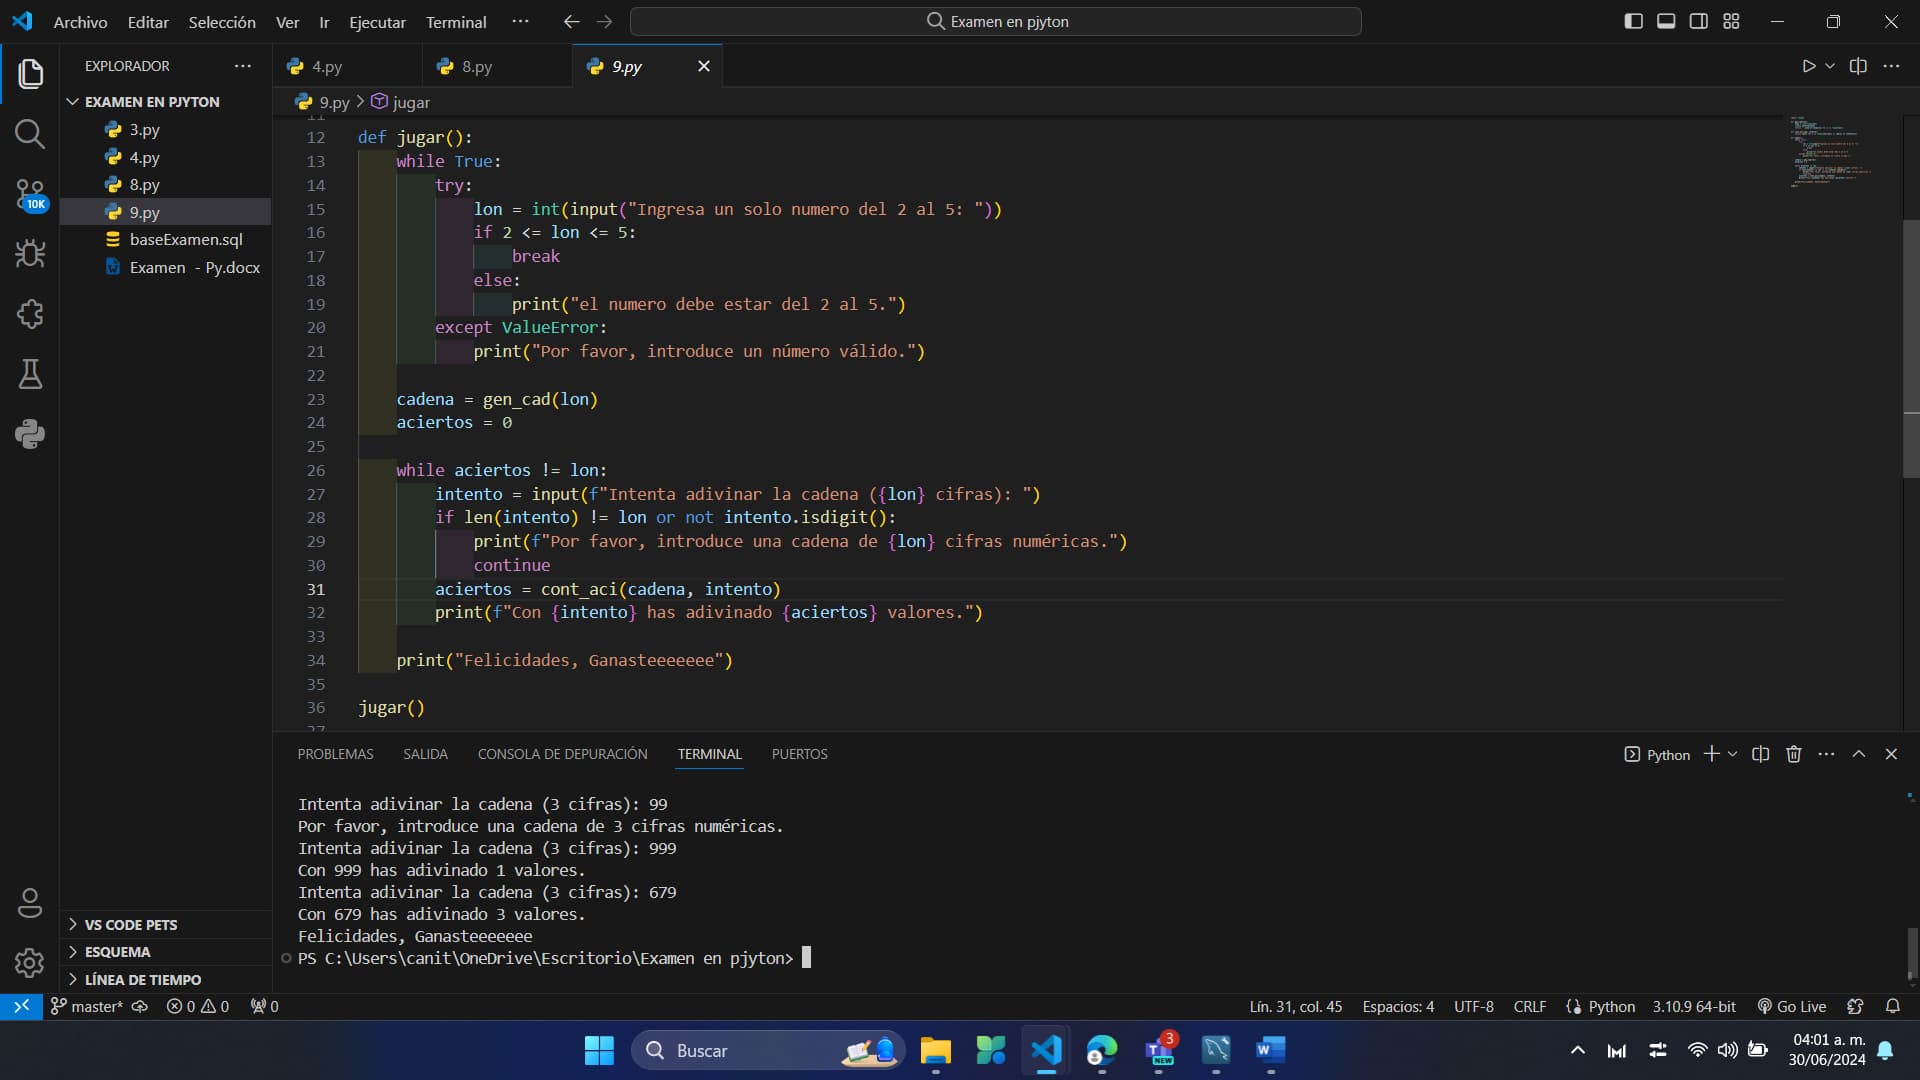 Archivo Editar Selección Ver Ir Ejecutar Terminal ··· Examen en pjyton
EXPLORADOR ···
4.py 8.py 9.py
EXAMEN EN PJYTON
3.py
4.py
8.py
9.py
baseExamen.sql
Examen - Py.docx
10K
9.py > jugar
12 def jugar():
13 while True:
14 try:
15 lon = int(input("Ingresa un solo numero del 2 al 5: "))
16 if 2 <= lon <= 5:
17 break
18 else:
19 print("el numero debe estar del 2 al 5.")
20 except ValueError:
21 print("Por favor, introduce un número válido.")
22
23 cadena = gen_cad(lon)
24 aciertos = 0
25
26 while aciertos != lon:
27 intento = input(f"Intenta adivinar la cadena ({lon} cifras): ")
28 if len(intento) != lon or not intento.isdigit():
29 print(f"Por favor, introduce una cadena de {lon} cifras numéricas.")
30 continue
31 aciertos = cont_aci(cadena, intento)
32 print(f"Con {intento} has adivinado {aciertos} valores.")
33
34 print("Felicidades, Ganasteeeeeee")
35
36 jugar()
PROBLEMAS SALIDA CONSOLA DE DEPURACIÓN TERMINAL PUERTOS Python
Intenta adivinar la cadena (3 cifras): 99
Por favor, introduce una cadena de 3 cifras numéricas.
Intenta adivinar la cadena (3 cifras): 999
Con 999 has adivinado 1 valores.
Intenta adivinar la cadena (3 cifras): 679
Con 679 has adivinado 3 valores.
Felicidades, Ganasteeeeeee
PS C:\Users\canit\OneDrive\Escritorio\Examen en pjyton>
VS CODE PETS
ESQUEMA
LÍNEA DE TIEMPO
master* 0 0 0 Lín. 31, col. 45 Espacios: 4 UTF-8 CRLF Python 3.10.9 64-bit Go Live
Buscar 3 NEW
04:01 a. m.
30/06/2024